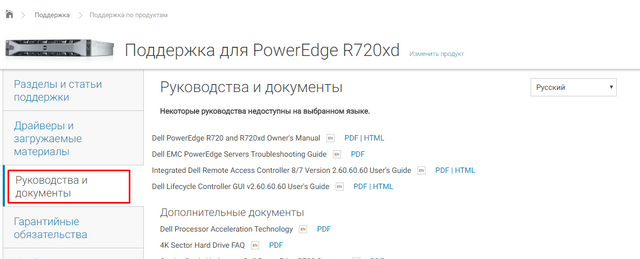 Поддержка > Поддержка по продуктам
Поддержка для PowerEdge R720xd Изменить продукт
Разделы и статьи
поддержки
Драйверы и
загружаемые
материалы
Руководства и
документы
Гарантийные
обязательства
Руководства и документы
Русский
Некоторые руководства недоступны на выбранном языке.
Dell PowerEdge R720 and R720xd Owner's Manual EN PDF | HTML
Dell EMC PowerEdge Servers Troubleshooting Guide EN PDF
Integrated Dell Remote Access Controller 8/7 Version 2.60.60.60 User's Guide EN PDF | HTML
Dell Lifecycle Controller GUI v2.60.60.60 User's Guide EN PDF | HTML
Дополнительные документы
Dell Processor Acceleration Technology EN PDF
4K Sector Hard Drive FAQ EN PDF